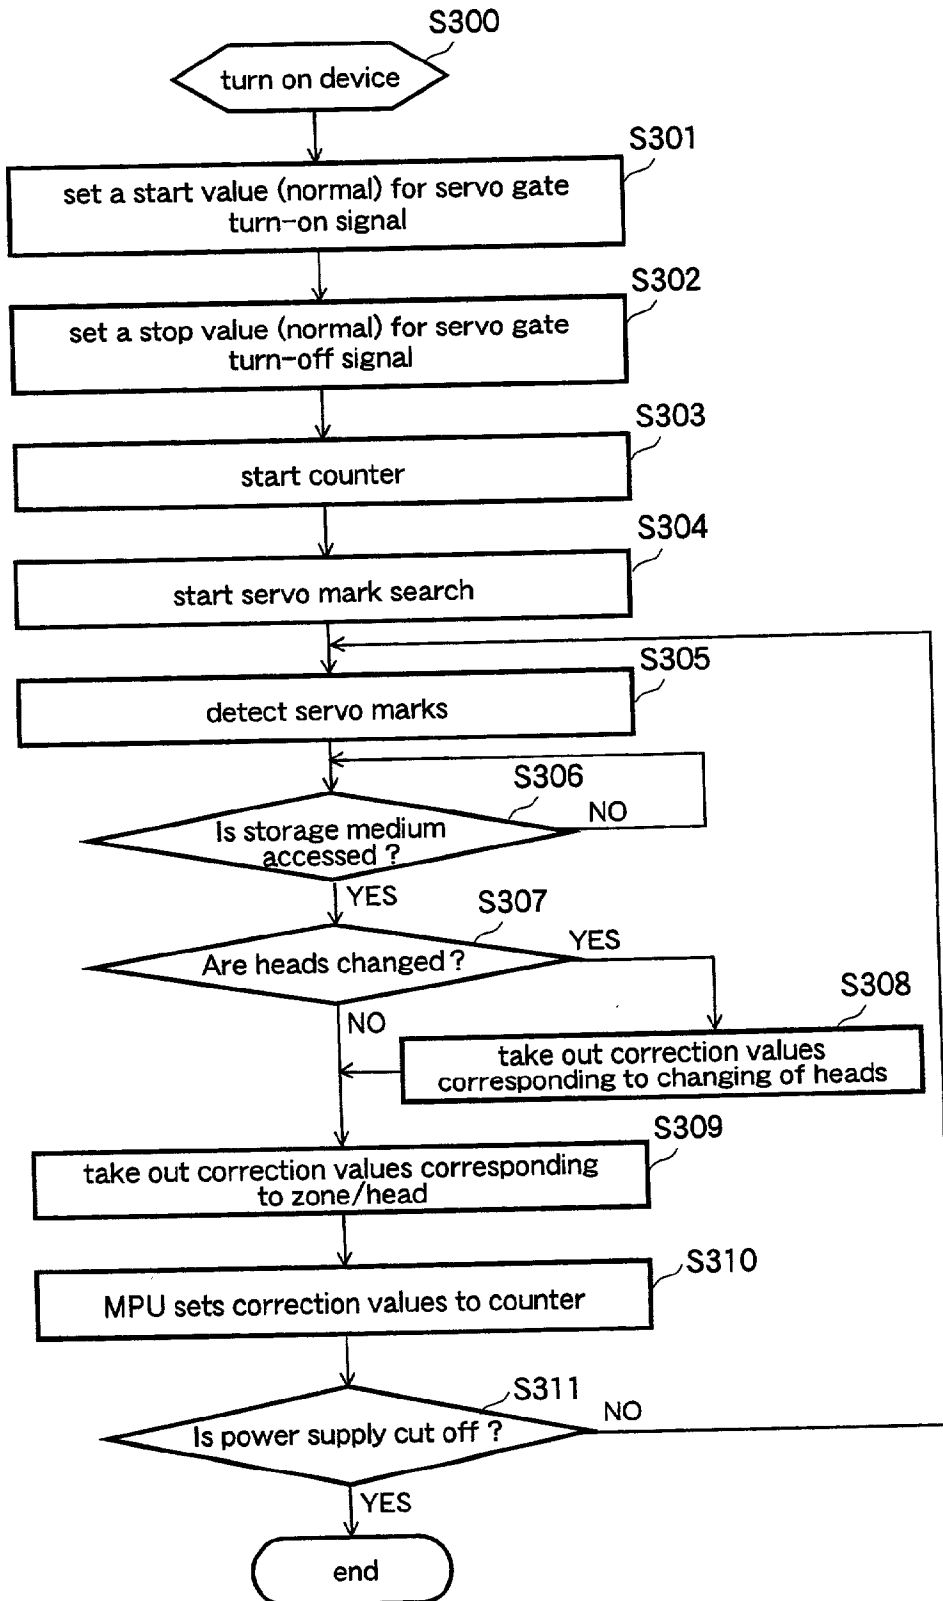 S300
turn on device
S301
set a start value (normal) for servo gate
turn-on signal
S302
set a stop value (normal) for servo gate
turn-off signal
S303
start counter
S304
start servo mark search
S305
detect servo marks
S306
NO
Is storage medium
accessed ?
YES
S307
YES
Are heads changed ?
NO
S308
take out correction values
corresponding to changing of heads
S309
take out correction values corresponding
to zone/head
S310
MPU sets correction values to counter
S311
NO
Is power supply cut off ?
YES
end